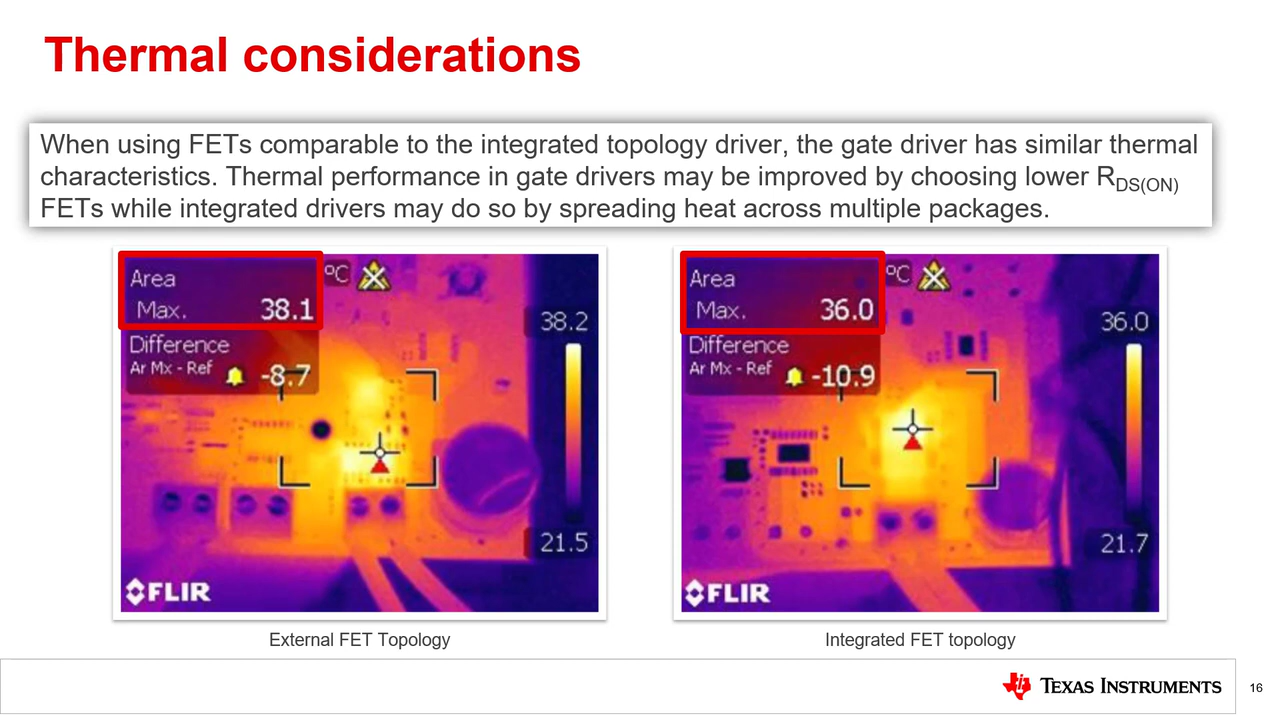 Thermal considerations
When using FETs comparable to the integrated topology driver, the gate driver has similar thermal
characteristics. Thermal performance in gate drivers may be improved by choosing lower RDS(ON)
FETs while integrated drivers may do so by spreading heat across multiple packages.
Area
Max. 38.1
ºC
Difference
Ar Mx - Ref -8.7
38.2
21.5
FLIR
External FET Topology
Area
Max. 36.0
ºC
Difference
Ar Mx - Ref -10.9
36.0
21.7
FLIR
Integrated FET topology
TEXAS INSTRUMENTS
16